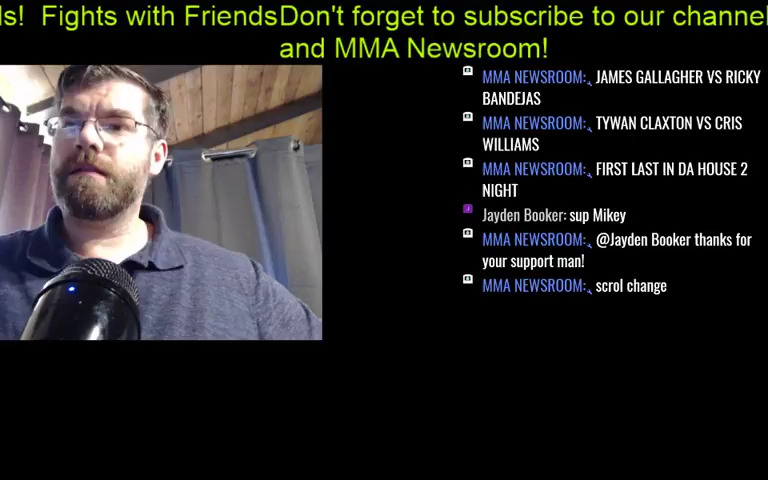 ls!  Fights with FriendsDon't forget to subscribe to our channel
and MMA Newsroom!
MMA NEWSROOM: JAMES GALLAGHER VS RICKY
BANDEJAS
MMA NEWSROOM: TYWAN CLAXTON VS CRIS
WILLIAMS
MMA NEWSROOM: FIRST LAST IN DA HOUSE 2
NIGHT
Jayden Booker: sup Mikey
MMA NEWSROOM: @Jayden Booker thanks for
your support man!
MMA NEWSROOM: scrol change